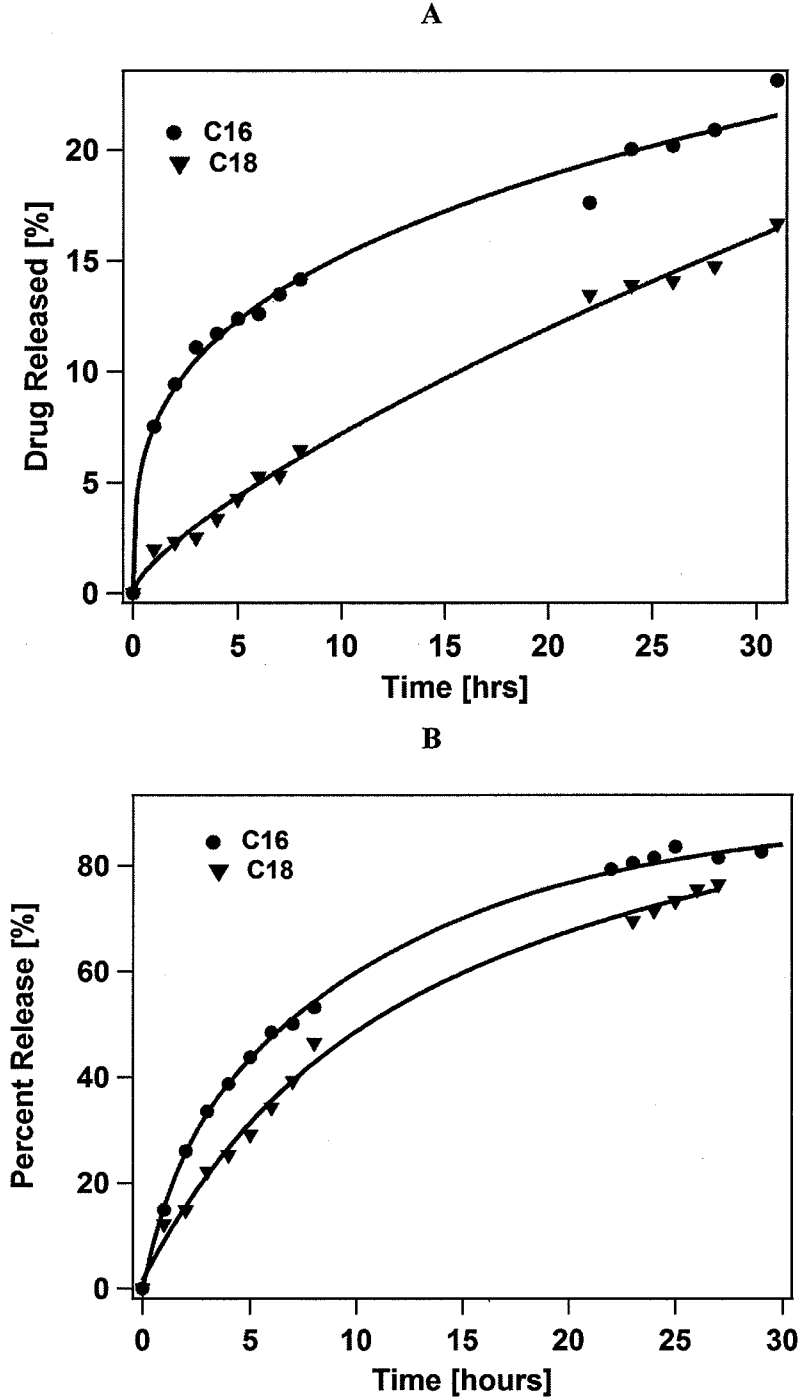 A
C16
C18
20
15
10
5
0
Drug Released [%]
0 5 10 15 20 25 30
Time [hrs]
B
C16
C18
80
60
40
20
0
Percent Release [%]
0 5 10 15 20 25 30
Time [hours]